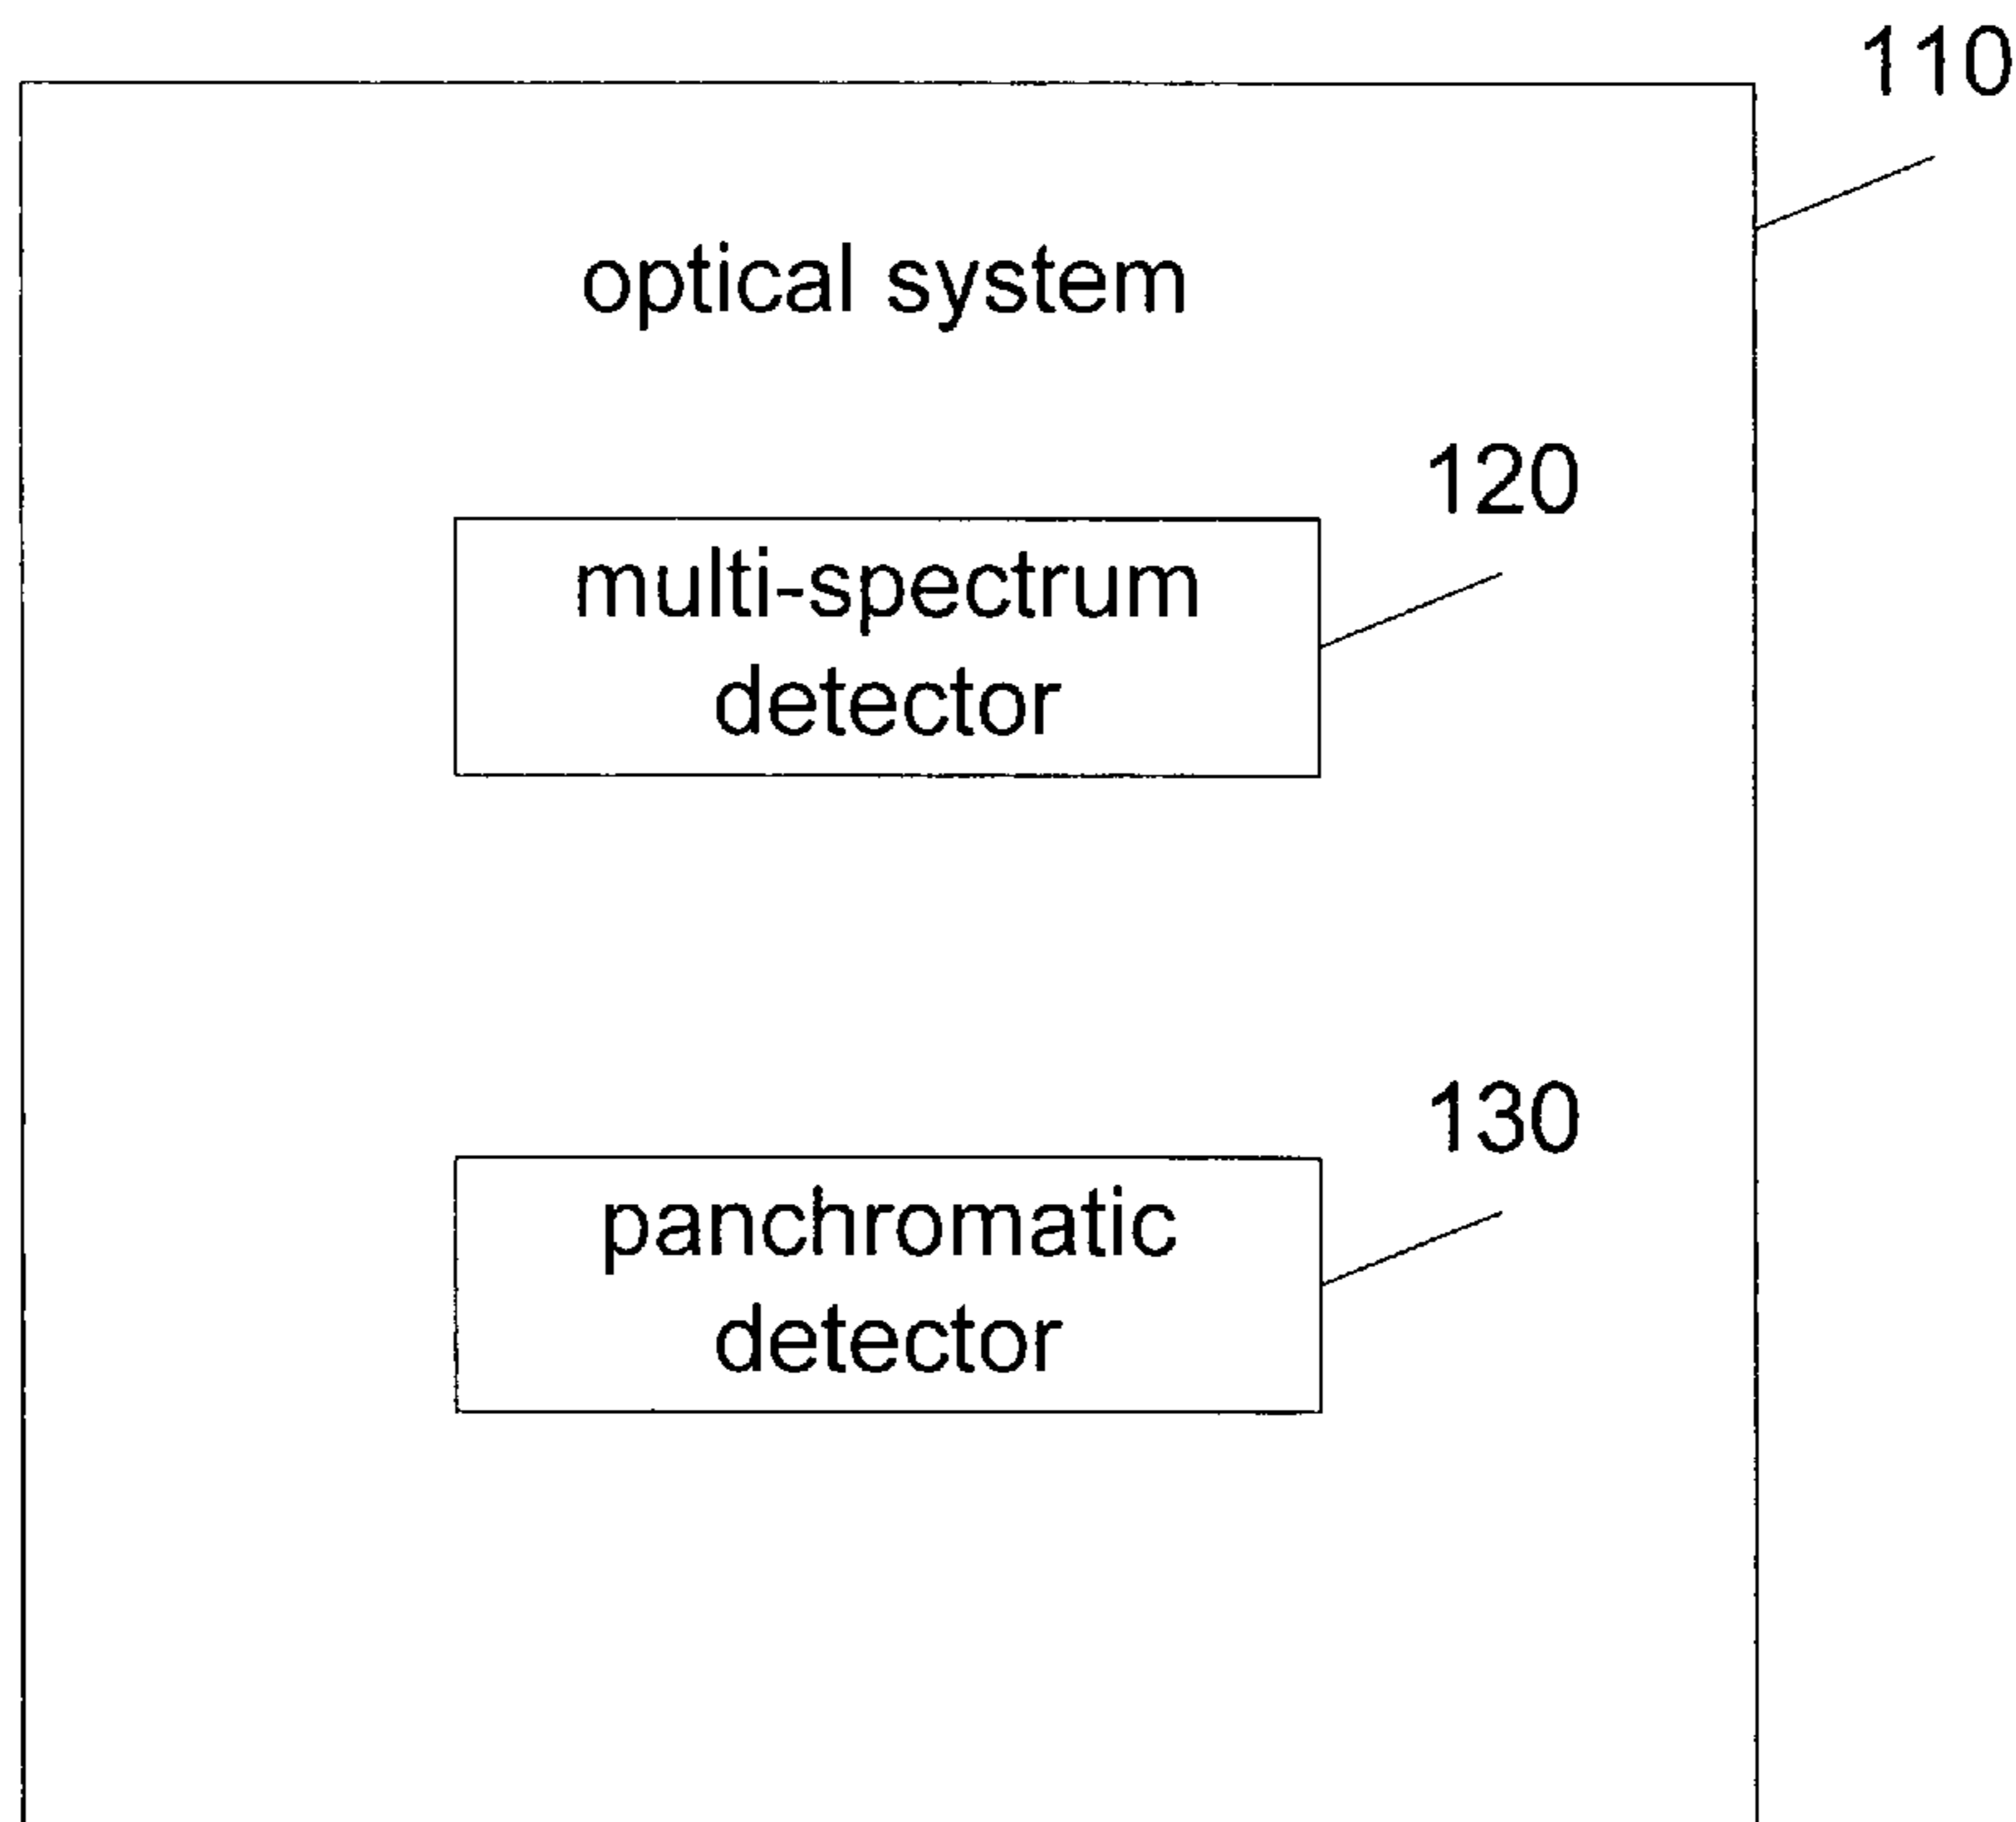 110
optical system
120
multi-spectrum
detector
130
panchromatic
detector